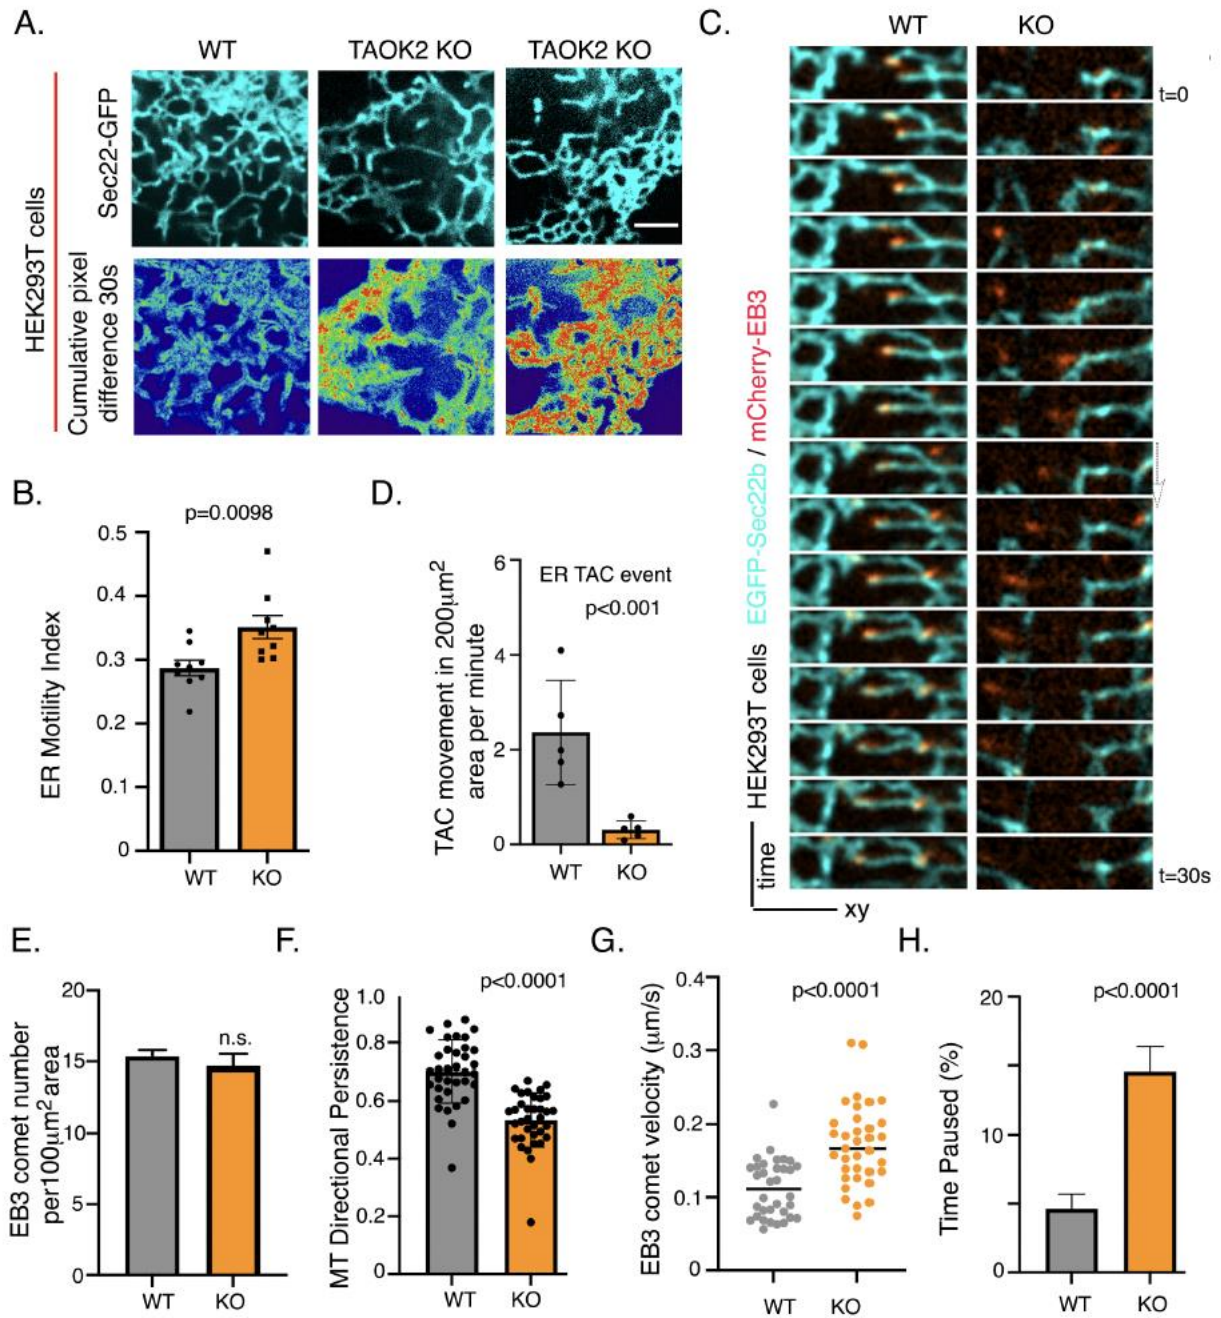 A.
WT
TAOK2 KO
TAOK2 KO
HEK293T cells
Sec22-GFP
Cumulative pixel
difference 30s
B.
p=0.0098
ER Motility Index
0.5
0.4
0.3
0.2
0.1
0
WT
KO
C.
WT
KO
t=0
EGFP-Sec22b / mCherry-EB3
HEK293T cells
time
xy
t=30s
D.
ER TAC event
p<0.001
TAC movement in 200µm²
area per minute
6
4
2
0
WT
KO
E.
EB3 comet number
per100µm² area
20
15
10
5
0
n.s.
WT
KO
F.
p<0.0001
MT Directional Persistence
1.0
0.8
0.6
0.4
0.2
0
WT
KO
G.
p<0.0001
EB3 comet velocity (µm/s)
0.4
0.3
0.2
0.1
0
WT
KO
H.
p<0.0001
Time Paused (%)
20
10
0
WT
KO